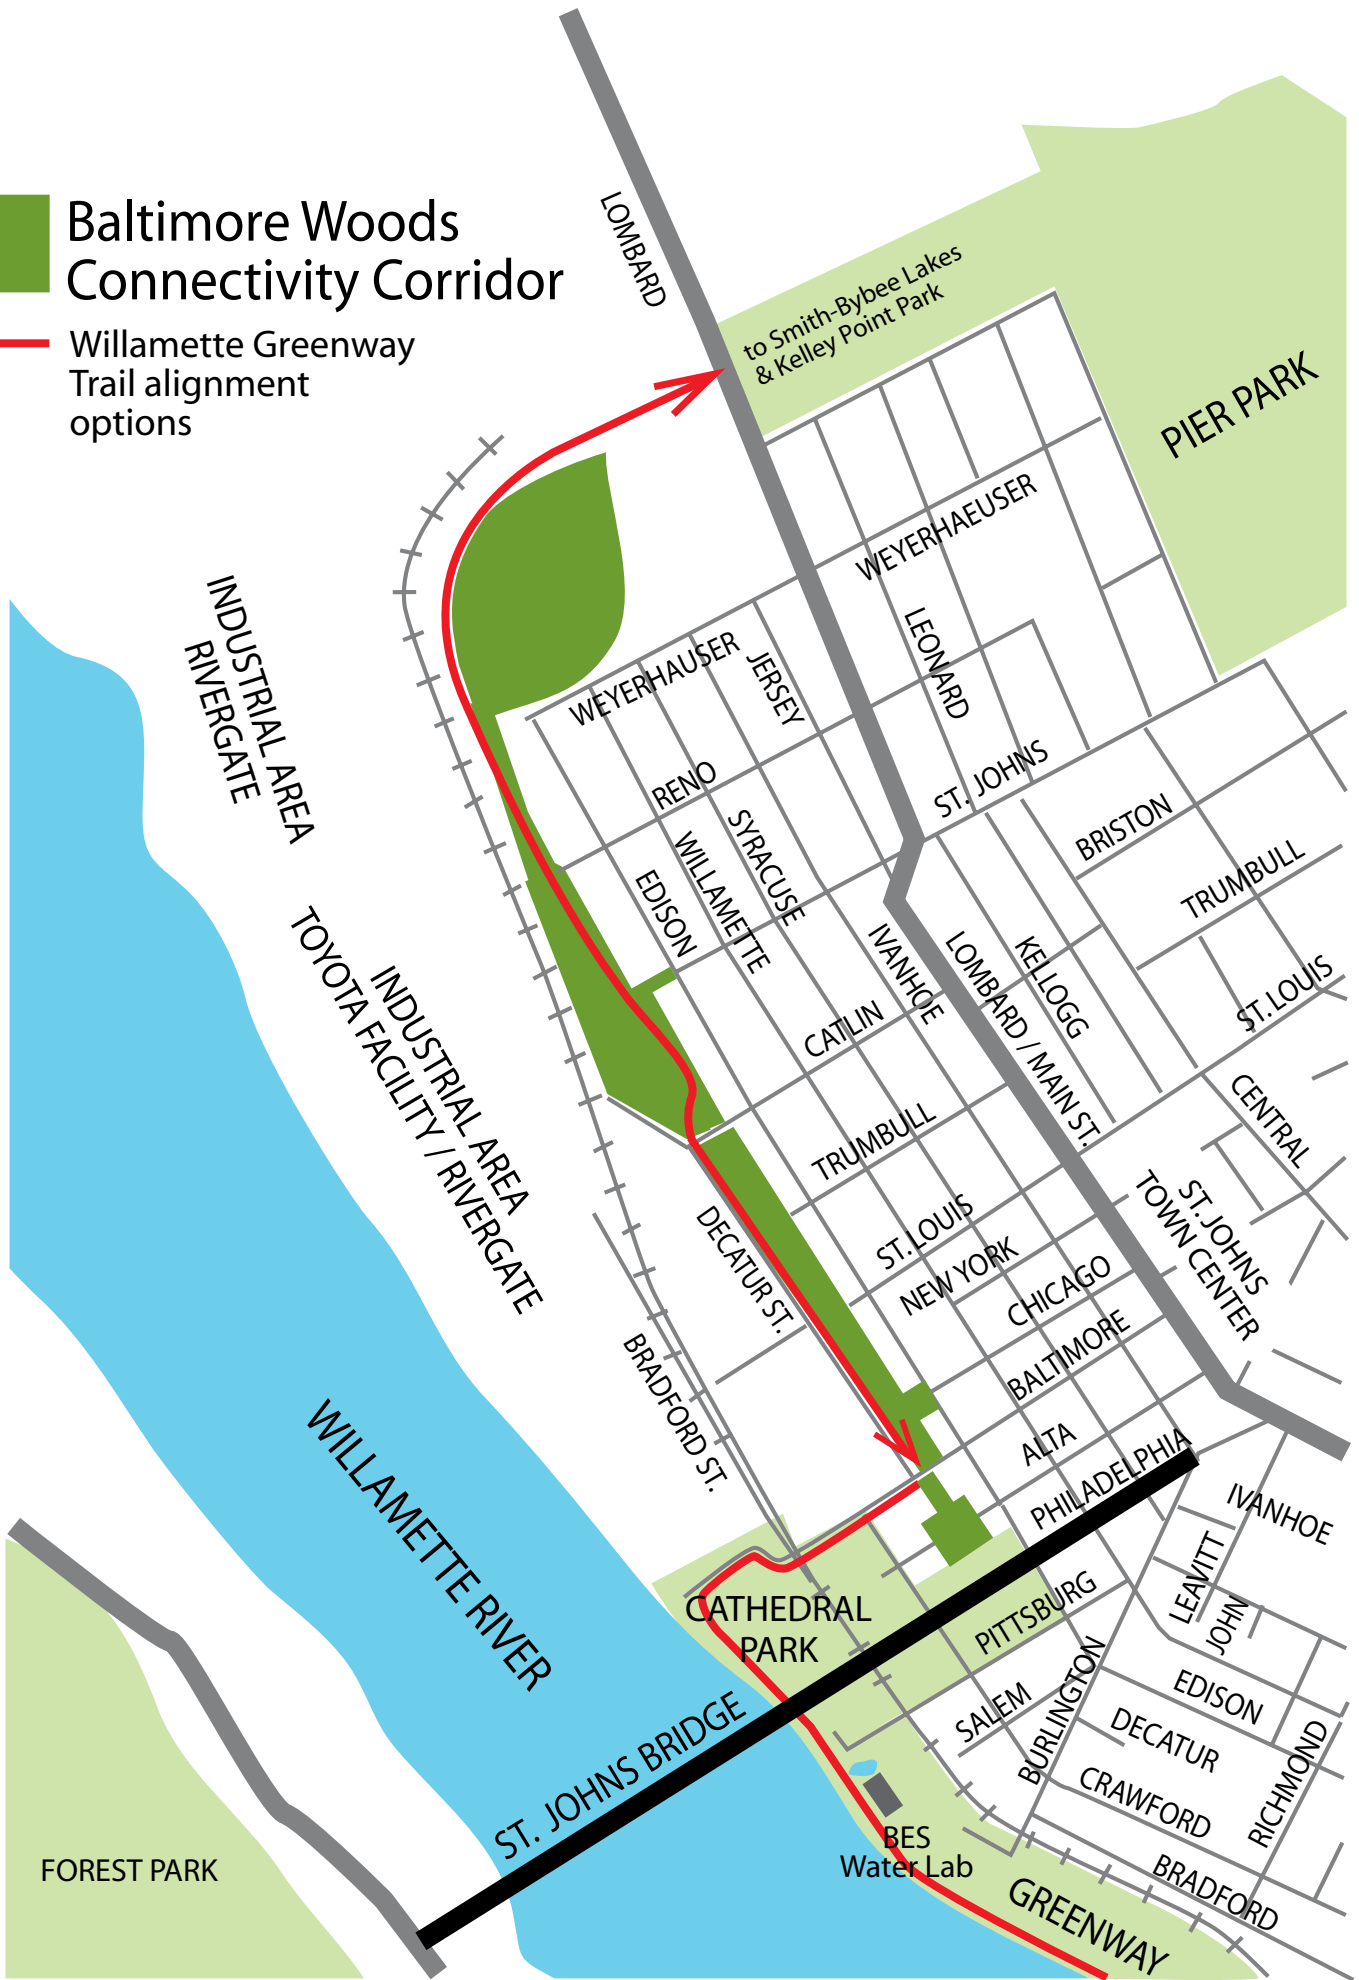 Baltimore Woods
Connectivity Corridor
Willamette Greenway
Trail alignment
options
LOMBARD
to Smith-Bybee Lakes
& Kelley Point Park
PIER PARK
WEYERHAEUSER
LEONARD
INDUSTRIAL AREA
RIVERGATE
WEYERHAUSER
JERSEY
RENO
ST. JOHNS
BRISTON
TRUMBULL
SYRACUSE
WILLAMETTE
EDISON
IVANHOE
LOMBARD / MAIN ST.
KELLOGG
ST. LOUIS
INDUSTRIAL AREA
TOYOTA FACILITY / RIVERGATE
CATLIN
TRUMBULL
CENTRAL
ST. JOHNS
TOWN CENTER
ST. LOUIS
NEW YORK
CHICAGO
BALTIMORE
DECATUR ST.
BRADFORD ST.
ALTA
PHILADELPHIA
WILLAMETTE RIVER
IVANHOE
LEAVITT
JOHN
CATHEDRAL
PARK
PITTSBURG
SALEM
BURLINGTON
EDISON
DECATUR
CRAWFORD
RICHMOND
BRADFORD
ST. JOHNS BRIDGE
BES
Water Lab
GREENWAY
FOREST PARK